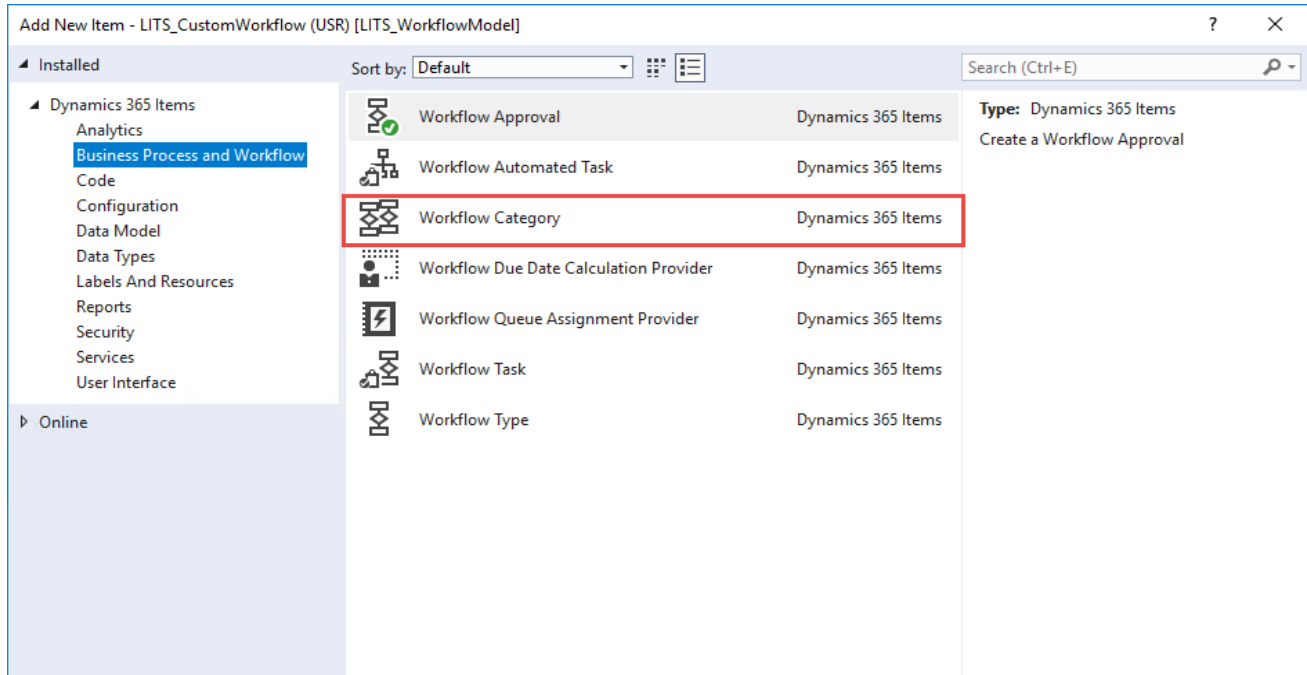 Add New Item - LITS_CustomWorkflow (USR) [LITS_WorkflowModel]
?
Installed
Dynamics 365 Items
Analytics
Business Process and Workflow
Code
Configuration
Data Model
Data Types
Labels And Resources
Reports
Security
Services
User Interface
Online
Sort by: Default
Workflow Approval Dynamics 365 Items
Workflow Automated Task Dynamics 365 Items
Workflow Category Dynamics 365 Items
Workflow Due Date Calculation Provider Dynamics 365 Items
Workflow Queue Assignment Provider Dynamics 365 Items
Workflow Task Dynamics 365 Items
Workflow Type Dynamics 365 Items
Search (Ctrl+E)
Type: Dynamics 365 Items
Create a Workflow Approval